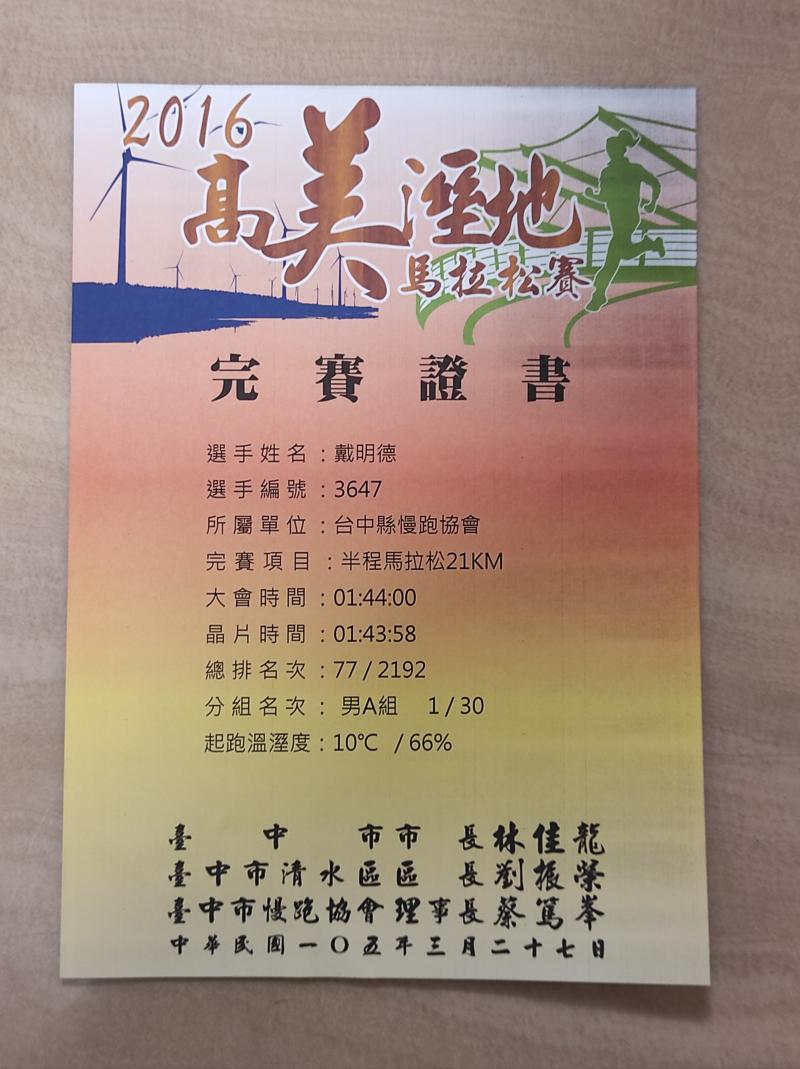 2016
高美溼地
馬拉松賽
完賽證書
選手姓名：戴明德
選手編號：3647
所屬單位：台中縣慢跑協會
完賽項目：半程馬拉松21KM
大會時間：01:44:00
晶片時間：01:43:58
總排名次：77 / 2192
分組名次： 男A組 1 / 30
起跑溫溼度：10℃ / 66%
臺中市市長林佳龍
臺中市清水區區長劉振榮
臺中市慢跑協會理事長蔡篤峯
中華民國一〇五年三月二十七日